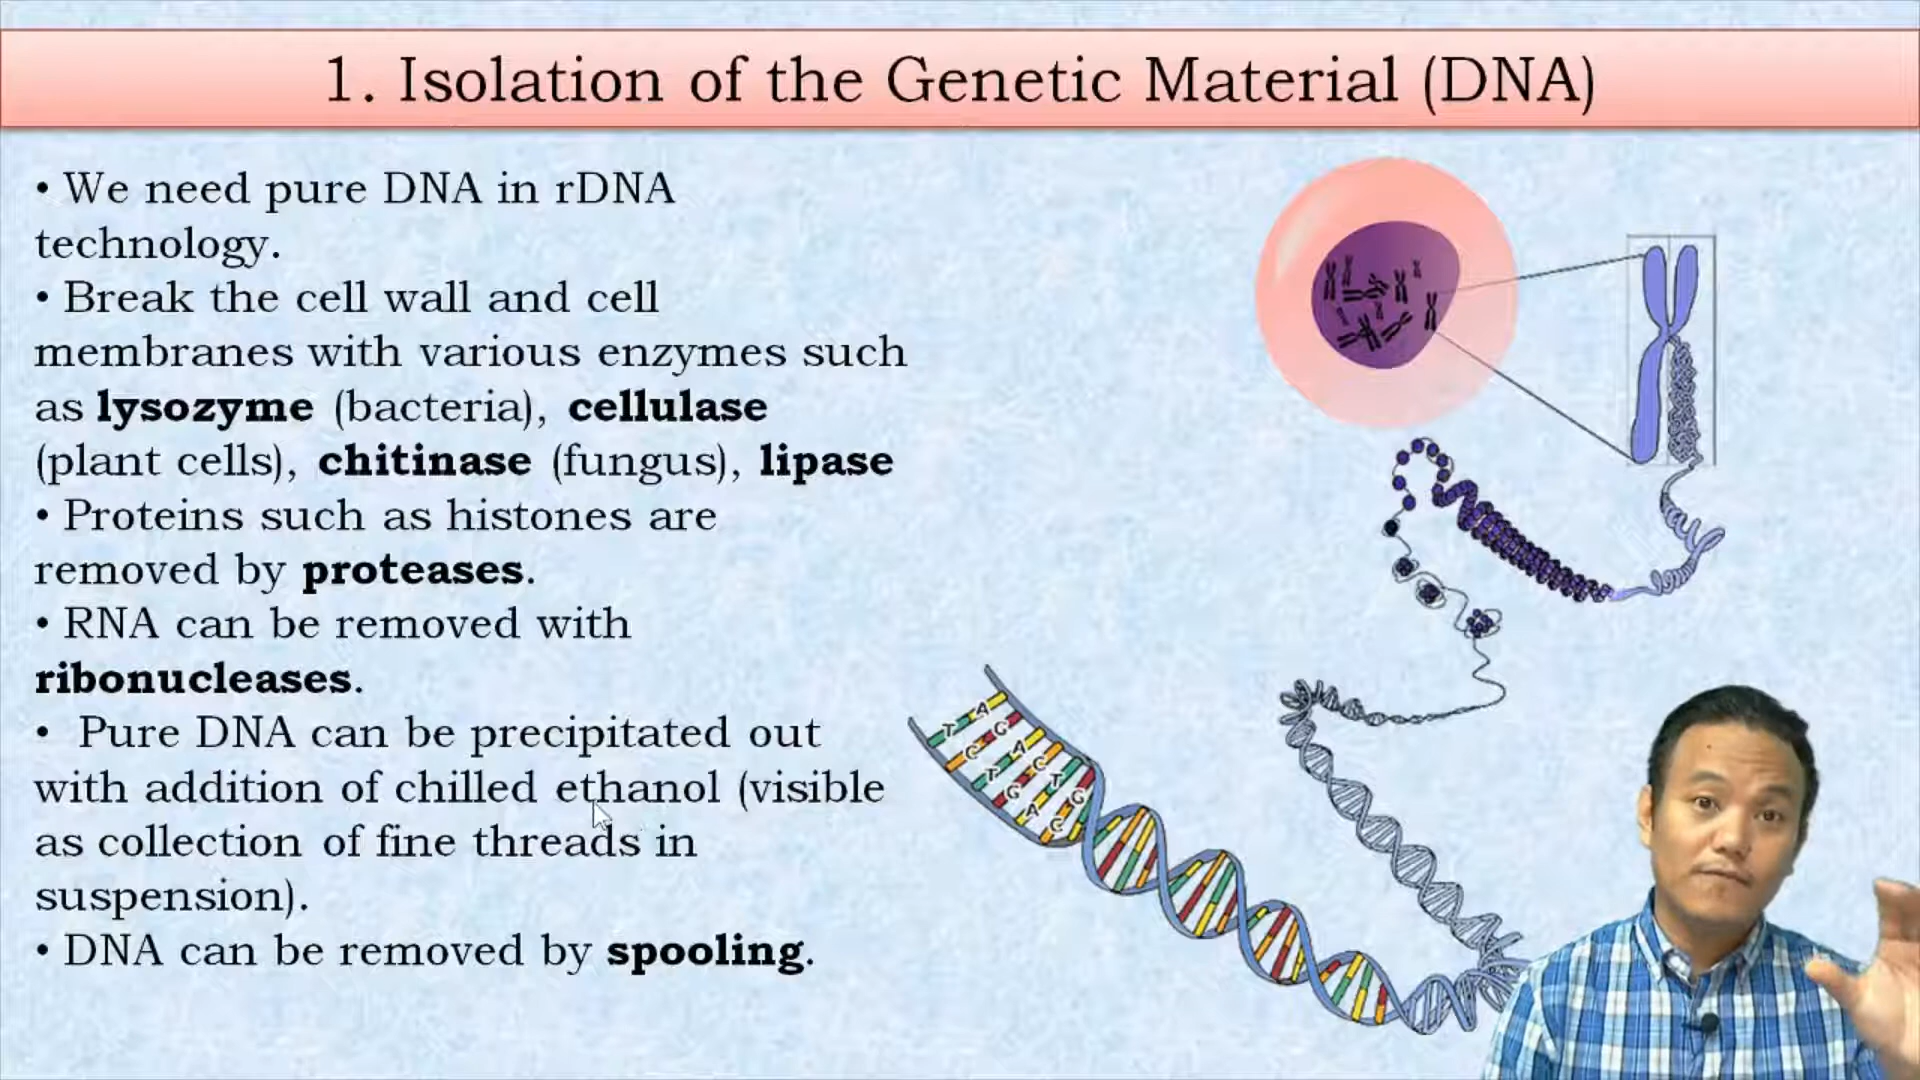 1. Isolation of the Genetic Material (DNA)
• We need pure DNA in rDNA
technology.
• Break the cell wall and cell
membranes with various enzymes such
as lysozyme (bacteria), cellulase
(plant cells), chitinase (fungus), lipase
• Proteins such as histones are
removed by proteases.
• RNA can be removed with
ribonucleases.
•  Pure DNA can be precipitated out
with addition of chilled ethanol (visible
as collection of fine threads in
suspension).
• DNA can be removed by spooling.
T A
C G
T A
G C
A T
C G